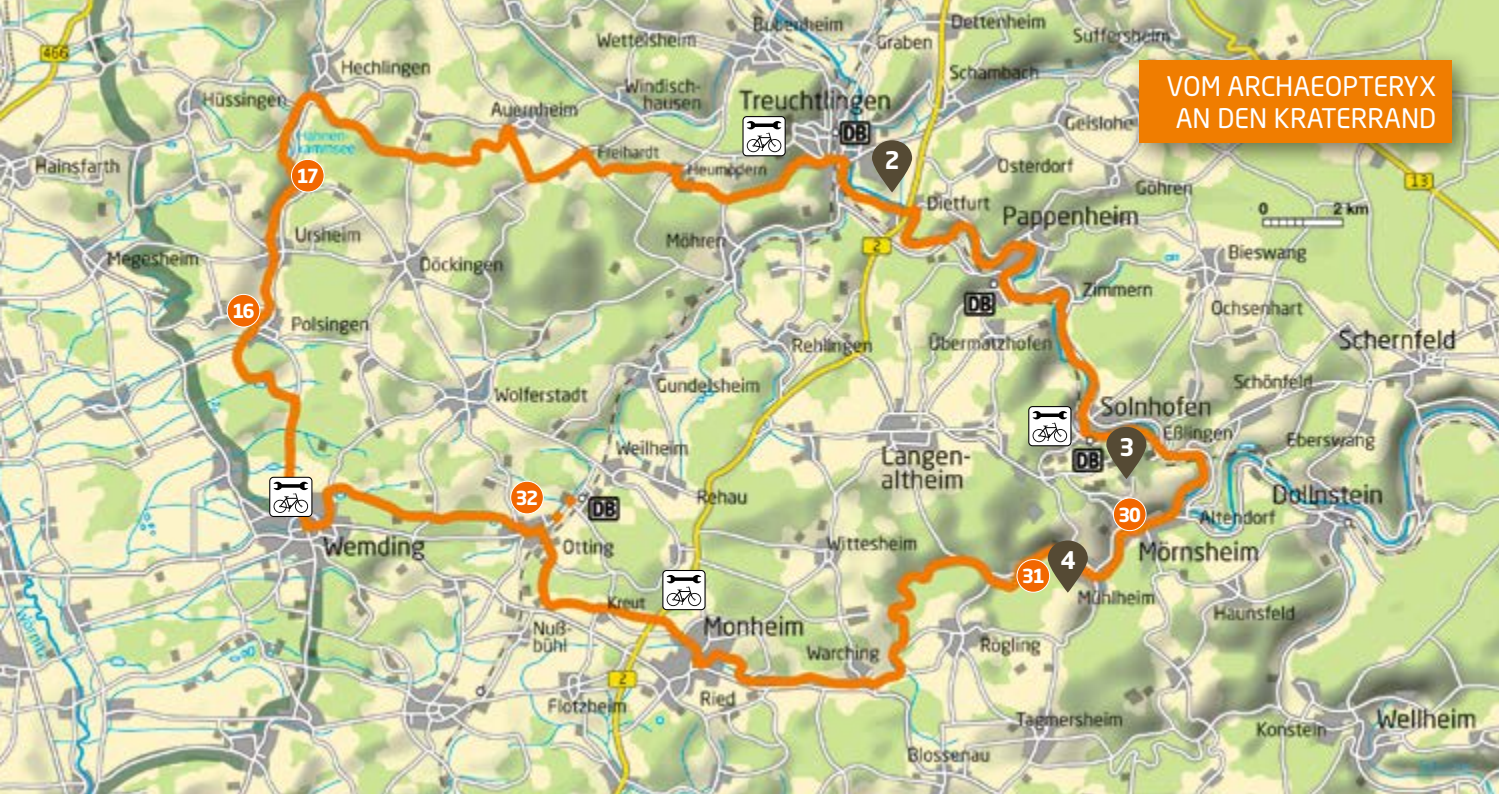 VOM ARCHAEOPTERYX
AN DEN KRATERRAND
Bubenheim
Dettenheim
Wettelsheim
Graben
Suffersheim
466
Hechlingen
Schambach
Windisch-
hausen
Hüssingen
Treuchtlingen
Auernheim
DB
Geislohe
Hahnen-
kammsee
Freihardt
2
Hainsfarth
Heumödern
Osterdorf
17
13
Göhren
Dietfurt
Pappenheim
0 2 km
Ursheim
Möhren
2
Bieswang
Megesheim
Döckingen
Zimmern
DB
16
Ochsenhart
Polsingen
Rehlingen
Übermatzhofen
Schernfeld
Gundelsheim
Schönfeld
Wolferstadt
Solnhofen
Eßlingen
Eberswang
Weilheim
3
Langen-
altheim
DB
32
Rehau
Dollnstein
DB
30
Altendorf
Wemding
Otting
Wittesheim
Mörnsheim
4
31
Mühlheim
Kreut
Haunsfeld
Nuß-
bühl
Monheim
Wörnitz
Warching
Rögling
2
Ried
Flotzheim
Tagmersheim
Wellheim
Konstein
Blossenau